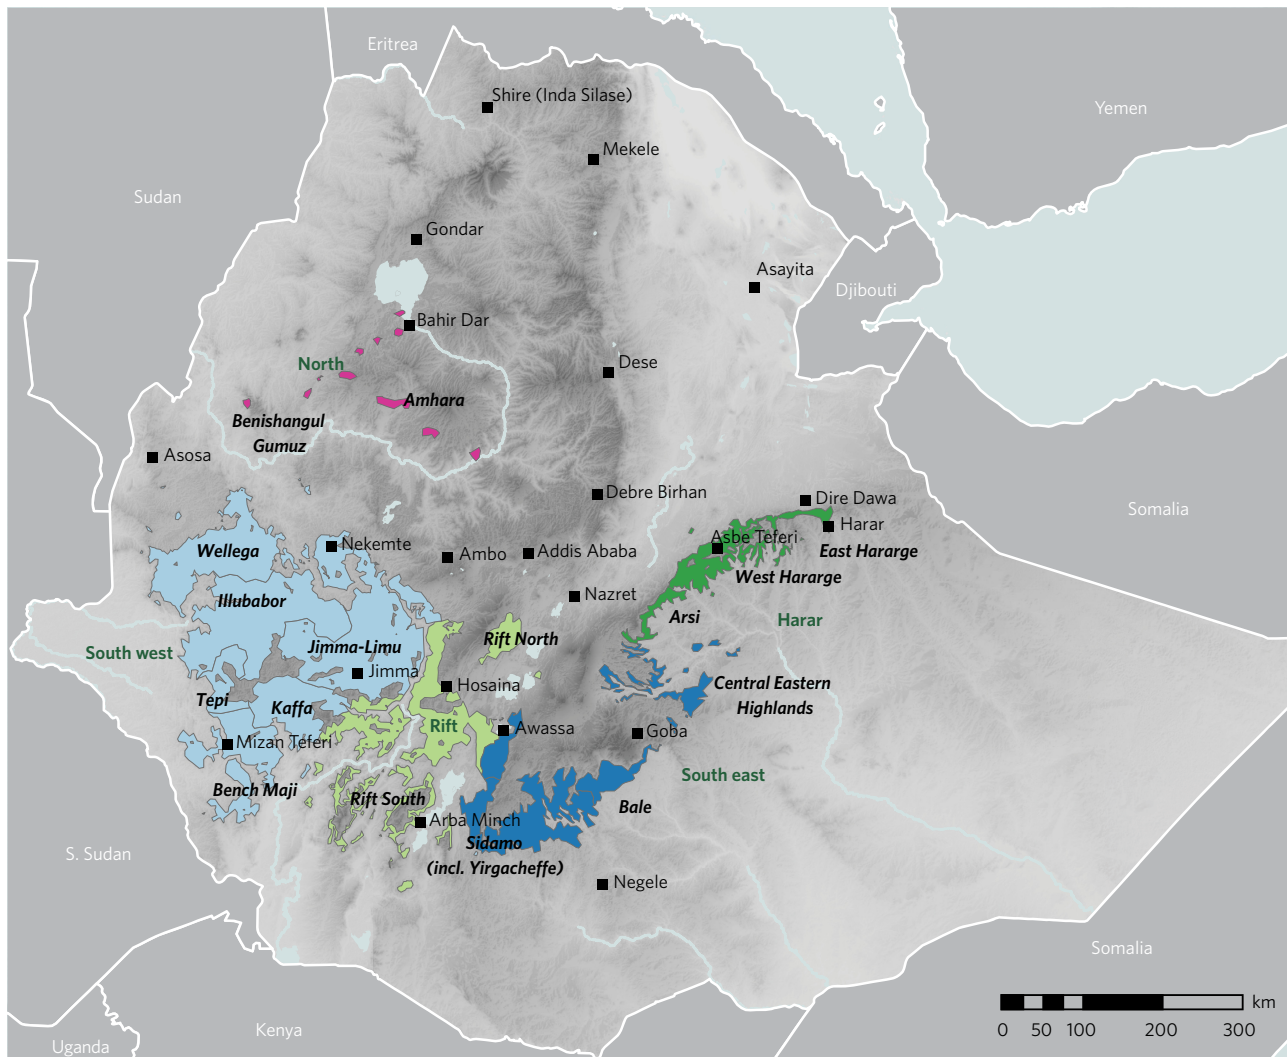 Eritrea
Shire (Inda Silase)
Yemen
Mekele
Sudan
Gondar
Asayita
Djibouti
Bahir Dar
North
Dese
Amhara
Benishangul
Gumuz
Asosa
Debre Birhan
Dire Dawa
Somalia
Harar
Asbe Teferi
East Hararge
Wellega
Nekemte
Ambo
Addis Ababa
West Hararge
Illubabor
Nazret
Arsi
Harar
Rift North
South west
Jimma-Limu
Jimma
Hosaina
Central Eastern
Highlands
Tepi
Kaffa
Rift
Awassa
Goba
Mizan Teferi
South east
Bench Maji
Rift South
Bale
Arba Minch
Sidamo
(incl. Yirgacheffe)
S. Sudan
Negele
Somalia
km
0 50 100 200 300
Kenya
Uganda